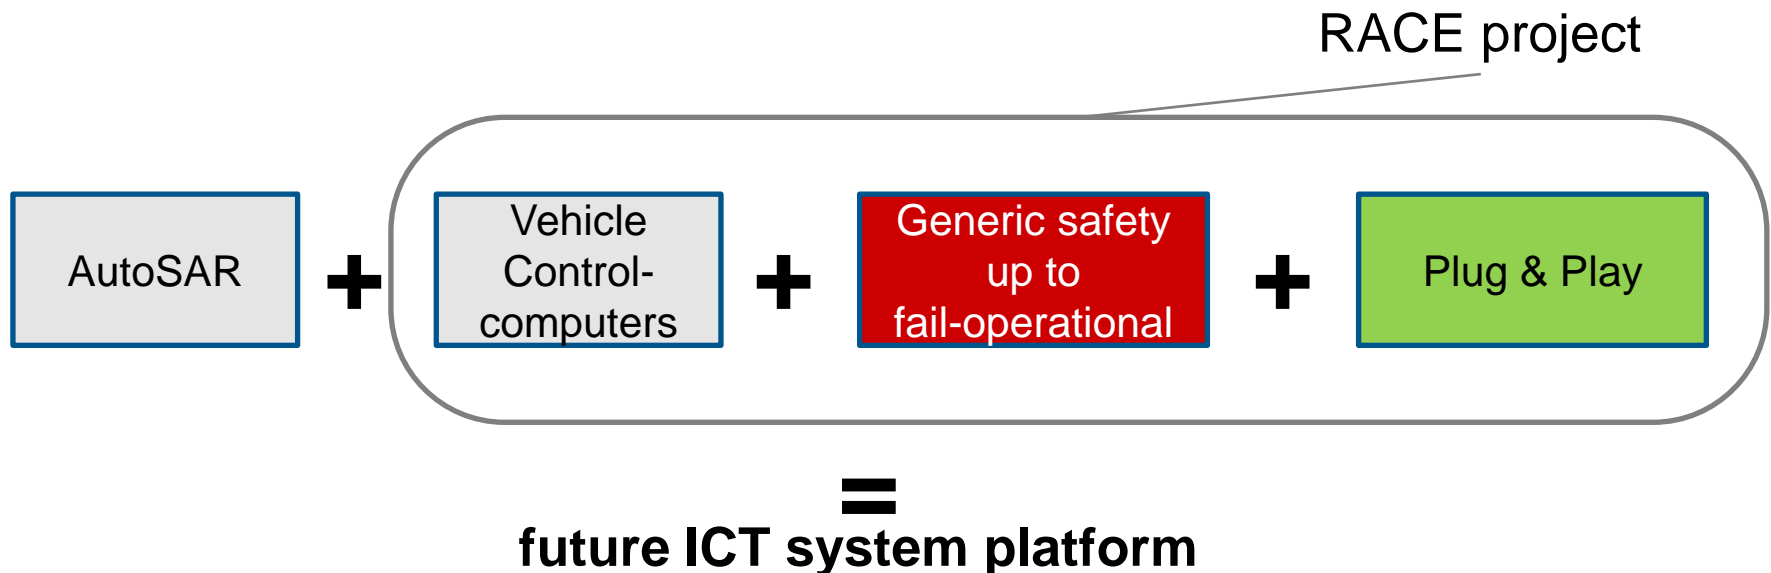 RACE project
AutoSAR
+
Vehicle
Control-
computers
+
Generic safety
up to
fail-operational
+
Plug & Play
=
future ICT system platform